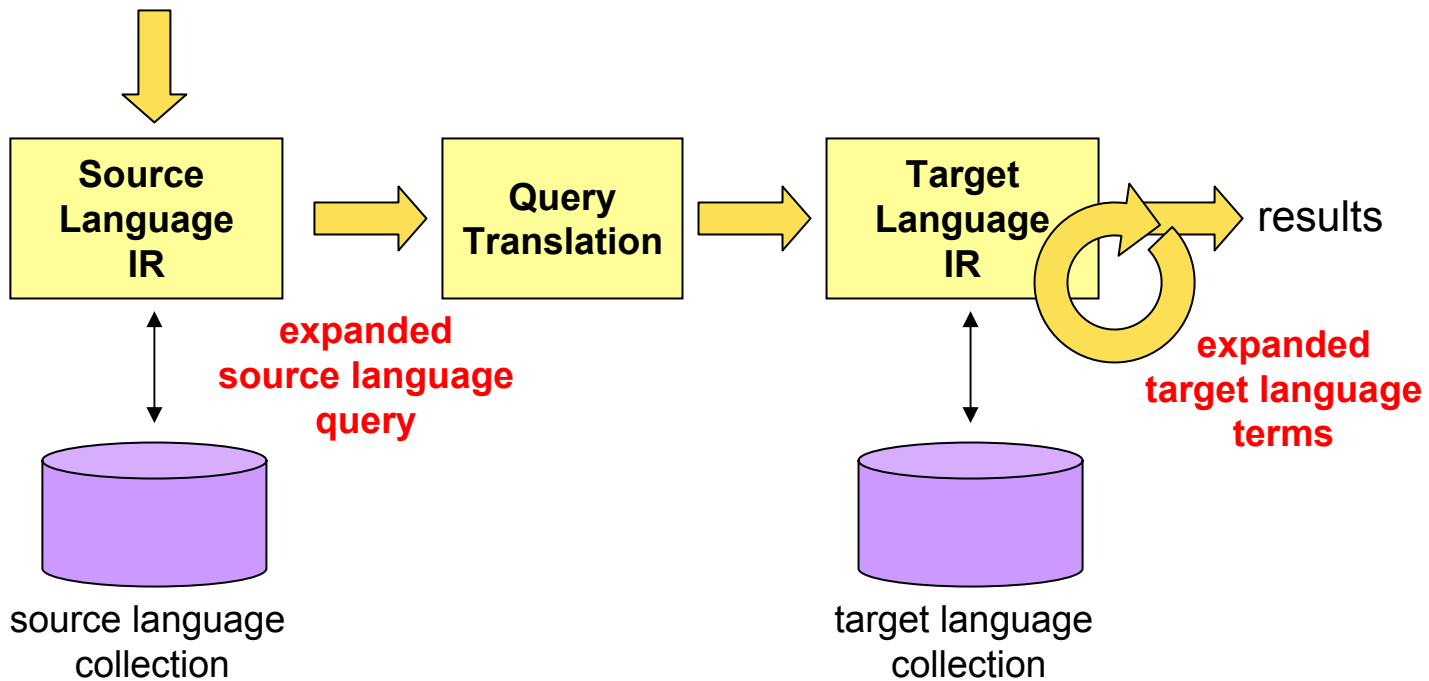 Source
Language
IR
Query
Translation
Target
Language
IR
results
expanded
source language
query
expanded
target language
terms
source language
collection
target language
collection